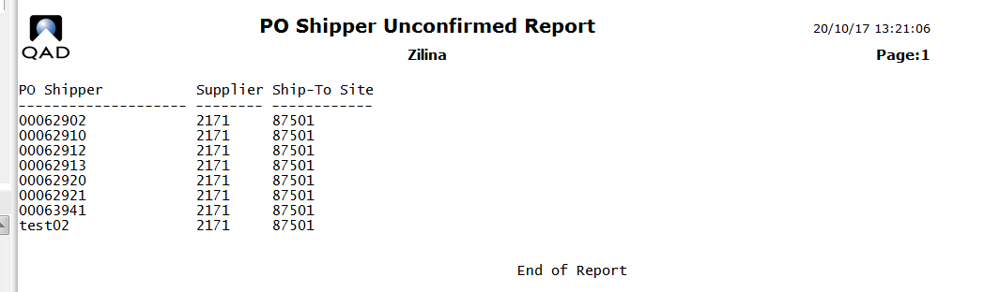 PO Shipper Unconfirmed Report 20/10/17 13:21:06
QAD Zilina Page:1
PO Shipper Supplier Ship-To Site
-------------------- -------- ------------
00062902 2171 87501
00062910 2171 87501
00062912 2171 87501
00062913 2171 87501
00062920 2171 87501
00062921 2171 87501
00063941 2171 87501
test02 2171 87501
End of Report